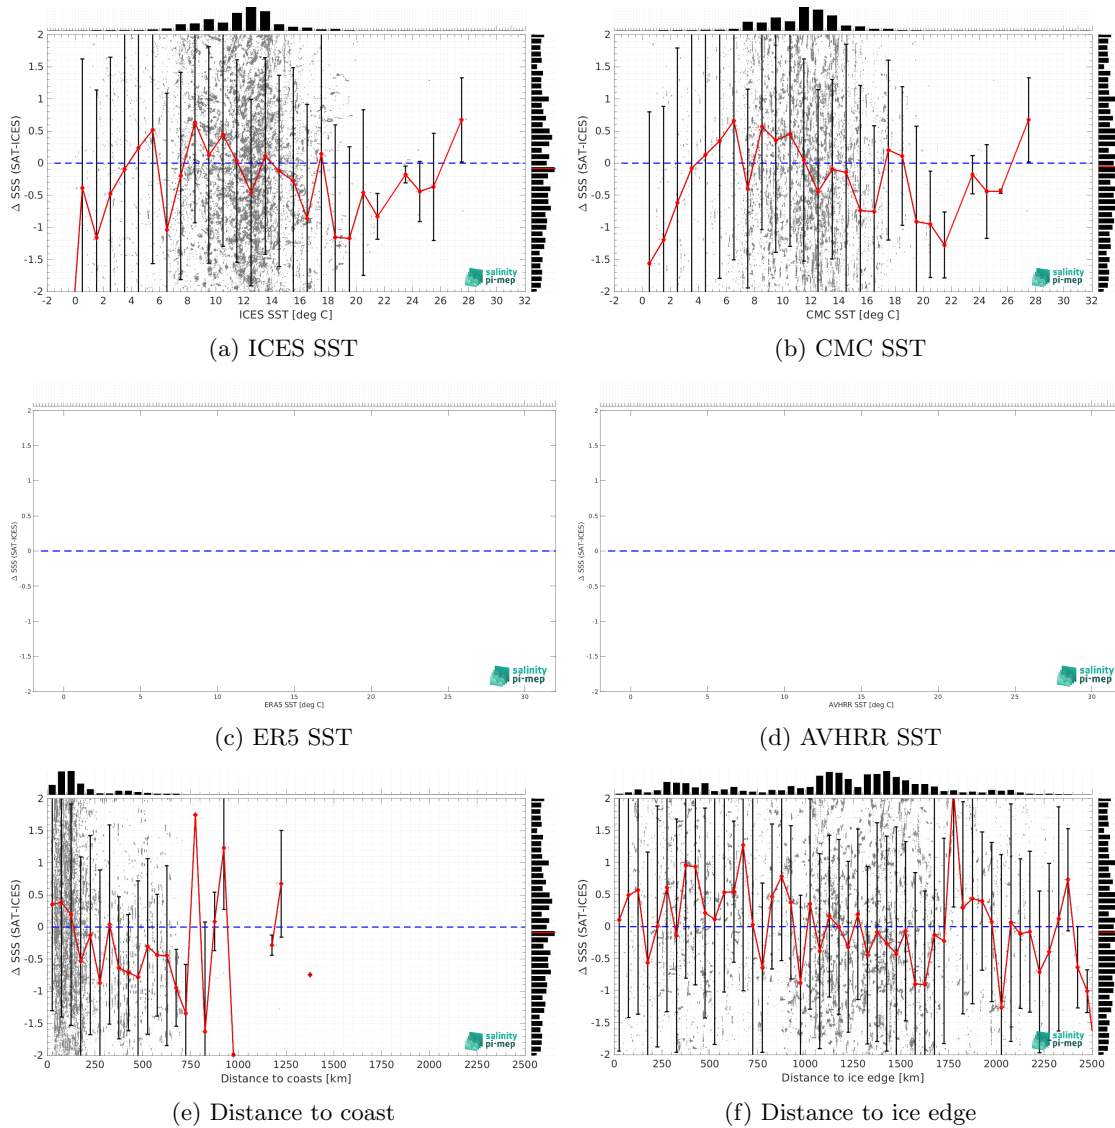 2
1.5
1
0.5
0
-0.5
-1
-1.5
-2
Δ SSS (SAT-ICES)
-2 0 2 4 6 8 10 12 14 16 18 20 22 24 26 28 30 32
ICES SST [deg C]
salinity
pi-mep
(a) ICES SST
2
1.5
1
0.5
0
-0.5
-1
-1.5
-2
Δ SSS (SAT-ICES)
-2 0 2 4 6 8 10 12 14 16 18 20 22 24 26 28 30 32
CMC SST [deg C]
salinity
pi-mep
(b) CMC SST
2
1.5
1
0.5
0
-0.5
-1
-1.5
-2
Δ SSS (SAT-ICES)
0 5 10 15 20 25 30
ERA5 SST [deg C]
salinity
pi-mep
(c) ER5 SST
2
1.5
1
0.5
0
-0.5
-1
-1.5
-2
Δ SSS (SAT-ICES)
0 5 10 15 20 25 30
AVHRR SST [deg C]
salinity
pi-mep
(d) AVHRR SST
2
1.5
1
0.5
0
-0.5
-1
-1.5
-2
Δ SSS (SAT-ICES)
0 250 500 750 1000 1250 1500 1750 2000 2250 2500
Distance to coasts [km]
salinity
pi-mep
(e) Distance to coast
2
1.5
1
0.5
0
-0.5
-1
-1.5
-2
Δ SSS (SAT-ICES)
0 250 500 750 1000 1250 1500 1750 2000 2250 2500
Distance to ice edge [km]
salinity
pi-mep
(f) Distance to ice edge